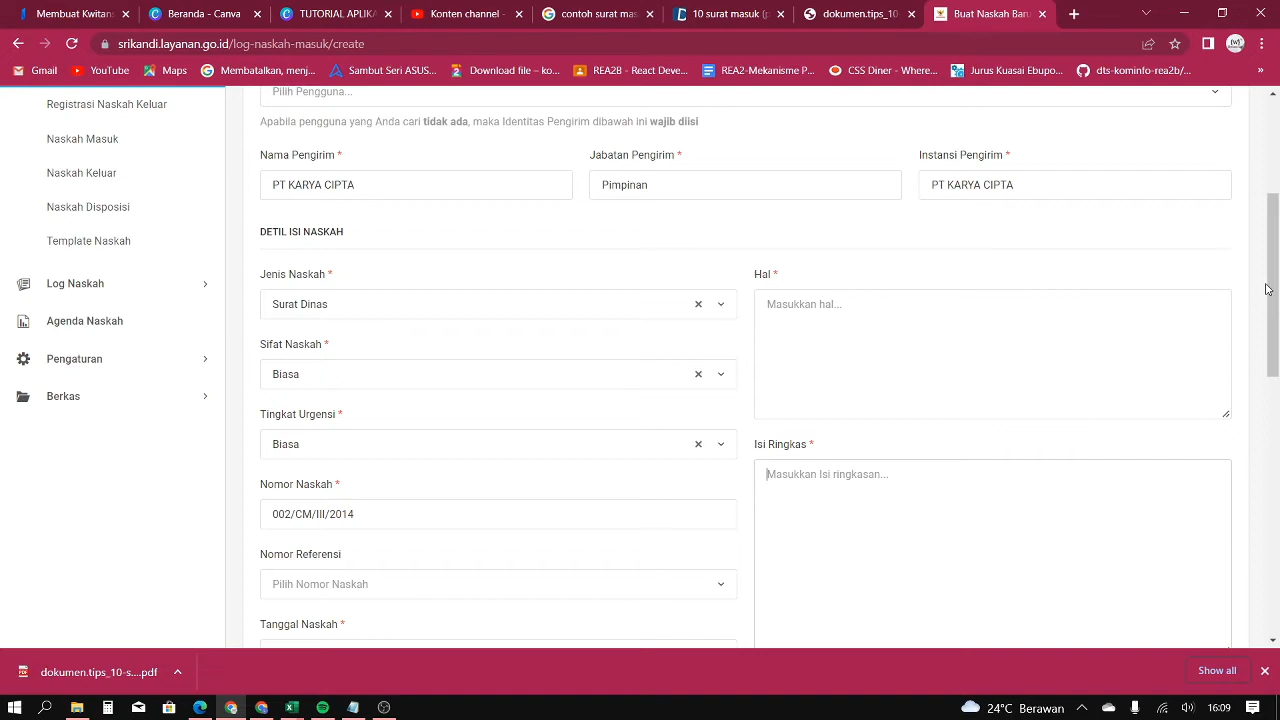 Membuat Kwitans
Beranda - Canva
TUTORIAL APLIKA
Konten channel -
contoh surat mas
10 surat masuk (p
dokumen.tips_10
Buat Naskah Baru
srikandi.layanan.go.id/log-naskah-masuk/create
Gmail
YouTube
Maps
Membatalkan, menj...
Sambut Seri ASUS...
Download file – ko...
REA2B - React Deve...
REA2-Mekanisme P...
CSS Diner - Where...
Jurus Kuasai Ebupo...
dts-kominfo-rea2b/...
»
Registrasi Naskah Keluar
Naskah Masuk
Naskah Keluar
Naskah Disposisi
Template Naskah
Log Naskah
Agenda Naskah
Pengaturan
Berkas
Pilih Pengguna...
Apabila pengguna yang Anda cari tidak ada, maka Identitas Pengirim dibawah ini wajib diisi
Nama Pengirim *
Jabatan Pengirim *
Instansi Pengirim *
PT KARYA CIPTA
Pimpinan
PT KARYA CIPTA
DETIL ISI NASKAH
Jenis Naskah *
Surat Dinas
Sifat Naskah *
Biasa
Tingkat Urgensi *
Biasa
Nomor Naskah *
002/CM/III/2014
Nomor Referensi
Pilih Nomor Naskah
Tanggal Naskah *
Hal *
Masukkan hal...
Isi Ringkas *
Masukkan Isi ringkasan...
dokumen.tips_10-s....pdf
Show all
24°C Berawan
16:09